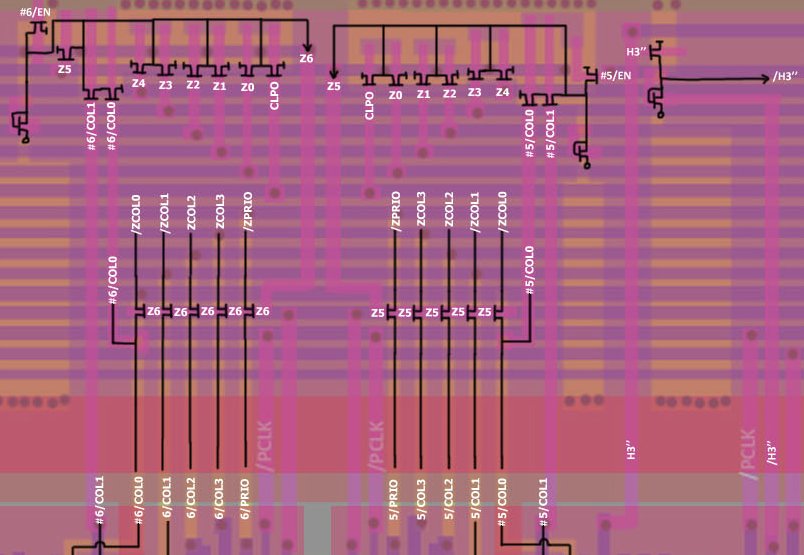 #6/EN
H3''
Z6
Z5
Z4
Z3
Z2
Z1
Z0
CLPO
Z5
CLPO
Z0
Z1
Z2
Z3
Z4
#5/EN
/H3''
#6/COL1
#6/COL0
#5/COL0
#5/COL1
/ZCOL0
/ZCOL1
ZCOL2
ZCOL3
/ZPRIO
/ZPRIO
ZCOL3
ZCOL2
/ZCOL1
/ZCOL0
#6/COL0
#5/COL0
Z6
Z6
Z6
Z6
Z6
Z5
Z5
Z5
Z5
Z5
/PCLK
/PCLK
H3''
/PCLK
/H3''
#6/COL1
#6/COL0
6/COL1
6/COL2
6/COL3
6/PRIO
5/PRIO
5/COL3
5/COL2
5/COL1
#5/COL0
#5/COL1